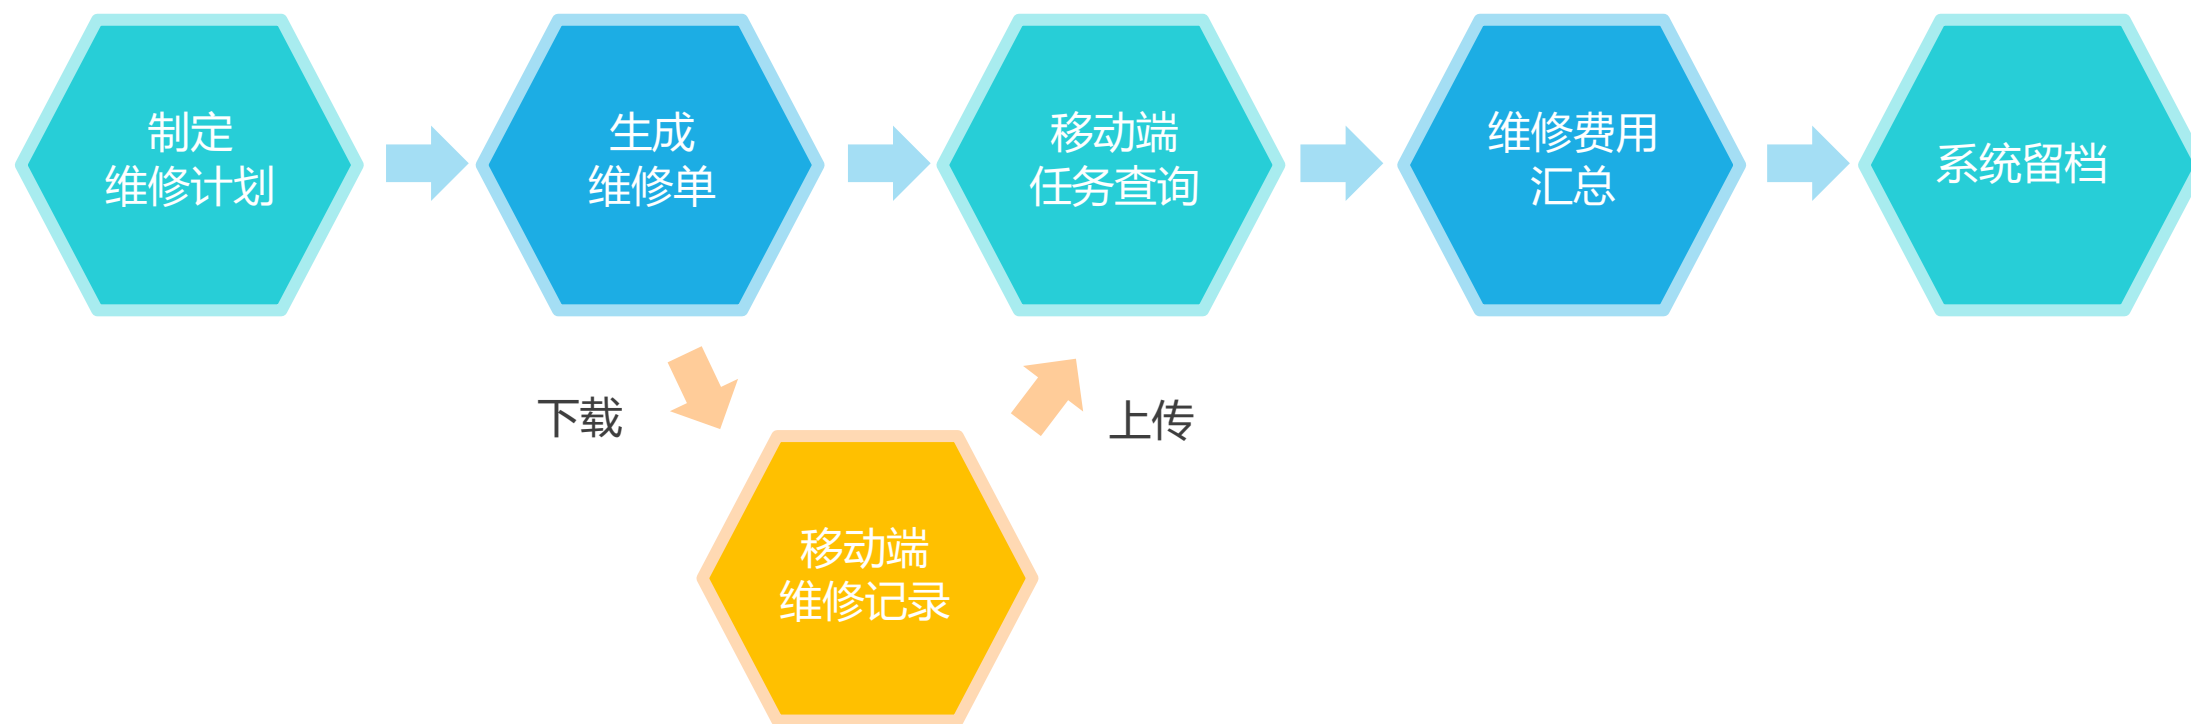 制定
维修计划
生成
维修单
移动端
任务查询
维修费用
汇总
系统留档
下载
上传
移动端
维修记录